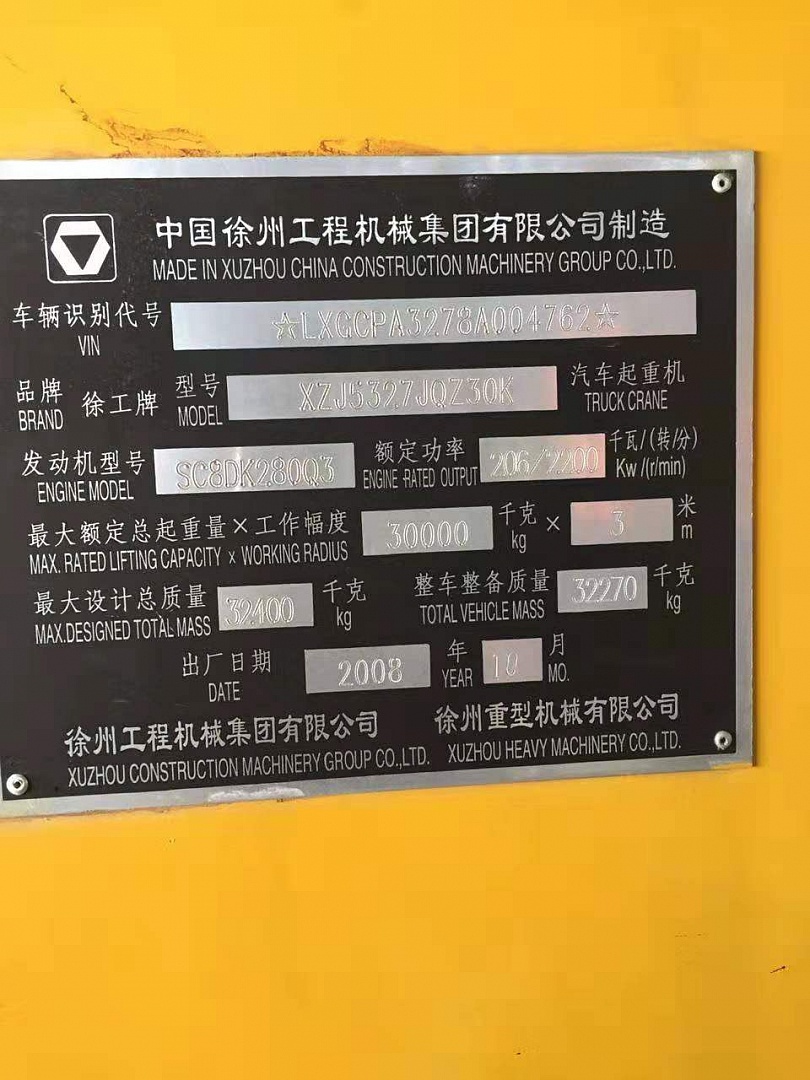 中国徐州工程机械集团有限公司制造
MADE IN XUZHOU CHINA CONSTRUCTION MACHINERY GROUP CO.,LTD.
车辆识别代号 ☆LXGCPA3278A004762☆
VIN
品牌 徐工牌 型号 XZJ5327JQZ30K 汽车起重机
BRAND MODEL TRUCK CRANE
发动机型号 SC8DK280Q3 额定功率 206/2200 千瓦/(转/分)
ENGINE MODEL ENGINE RATED OUTPUT Kw/(r/min)
最大额定总起重量×工作幅度 30000 千克 × 3 米
MAX. RATED LIFTING CAPACITY × WORKING RADIUS kg m
最大设计总质量 32400 千克 整车整备质量 32270 千克
MAX.DESIGNED TOTAL MASS kg TOTAL VEHICLE MASS kg
出厂日期 2008 年 10 月
DATE YEAR MO.
徐州工程机械集团有限公司 徐州重型机械有限公司
XUZHOU CONSTRUCTION MACHINERY GROUP CO.,LTD. XUZHOU HEAVY MACHINERY CO.,LTD.